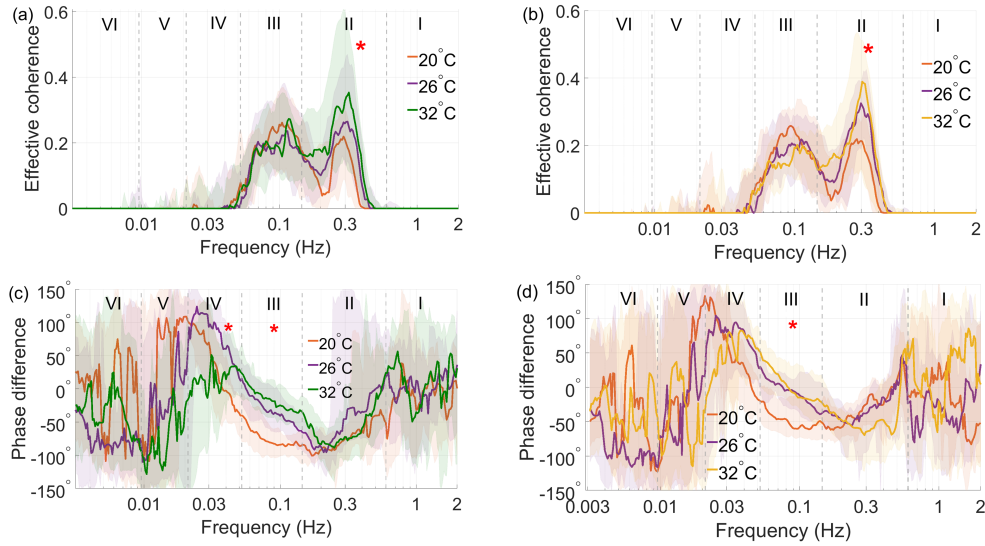 (a)
VI V IV III II I
*
20°C
26°C
32°C
Effective coherence
0.6
0.4
0.2
0
0.01 0.03 0.1 0.3 1 2
Frequency (Hz)
(b)
VI V IV III II I
*
20°C
26°C
32°C
Effective coherence
0.6
0.4
0.2
0
0.01 0.03 0.1 0.3 1 2
Frequency (Hz)
(c)
VI V IV III II I
* *
20°C
26°C
32°C
Phase difference
150°
100°
50°
0°
-50°
-100°
-150°
0.01 0.03 0.1 0.3 1 2
Frequency (Hz)
(d)
VI V IV III II I
*
20°C
26°C
32°C
Phase difference
150°
100°
50°
0°
-50°
-100°
-150°
0.003 0.01 0.03 0.1 0.3 1 2
Frequency (Hz)